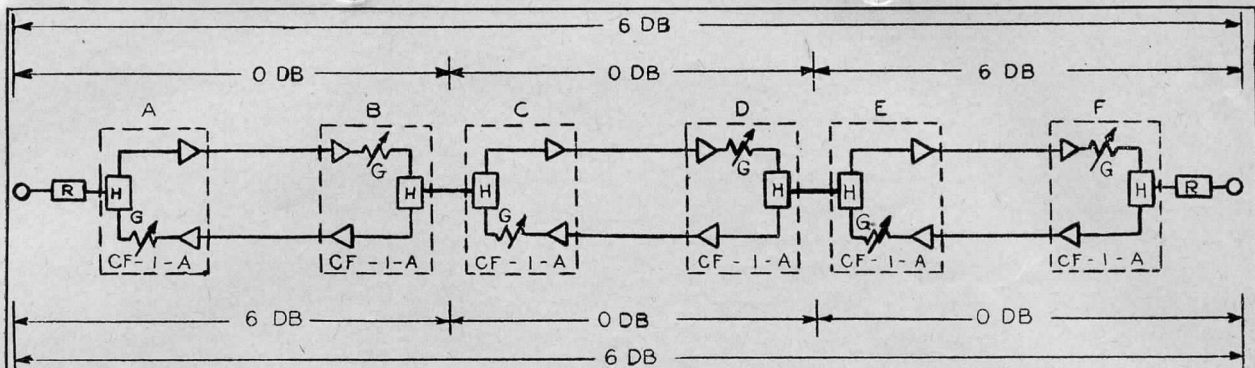 6 DB
0 DB 0 DB 6 DB
A B C D E F
G G G
R H H H H H H R
G G G
CF-1-A CF-1-A CF-1-A CF-1-A CF-1-A CF-1-A
6 DB 0 DB 0 DB
6 DB